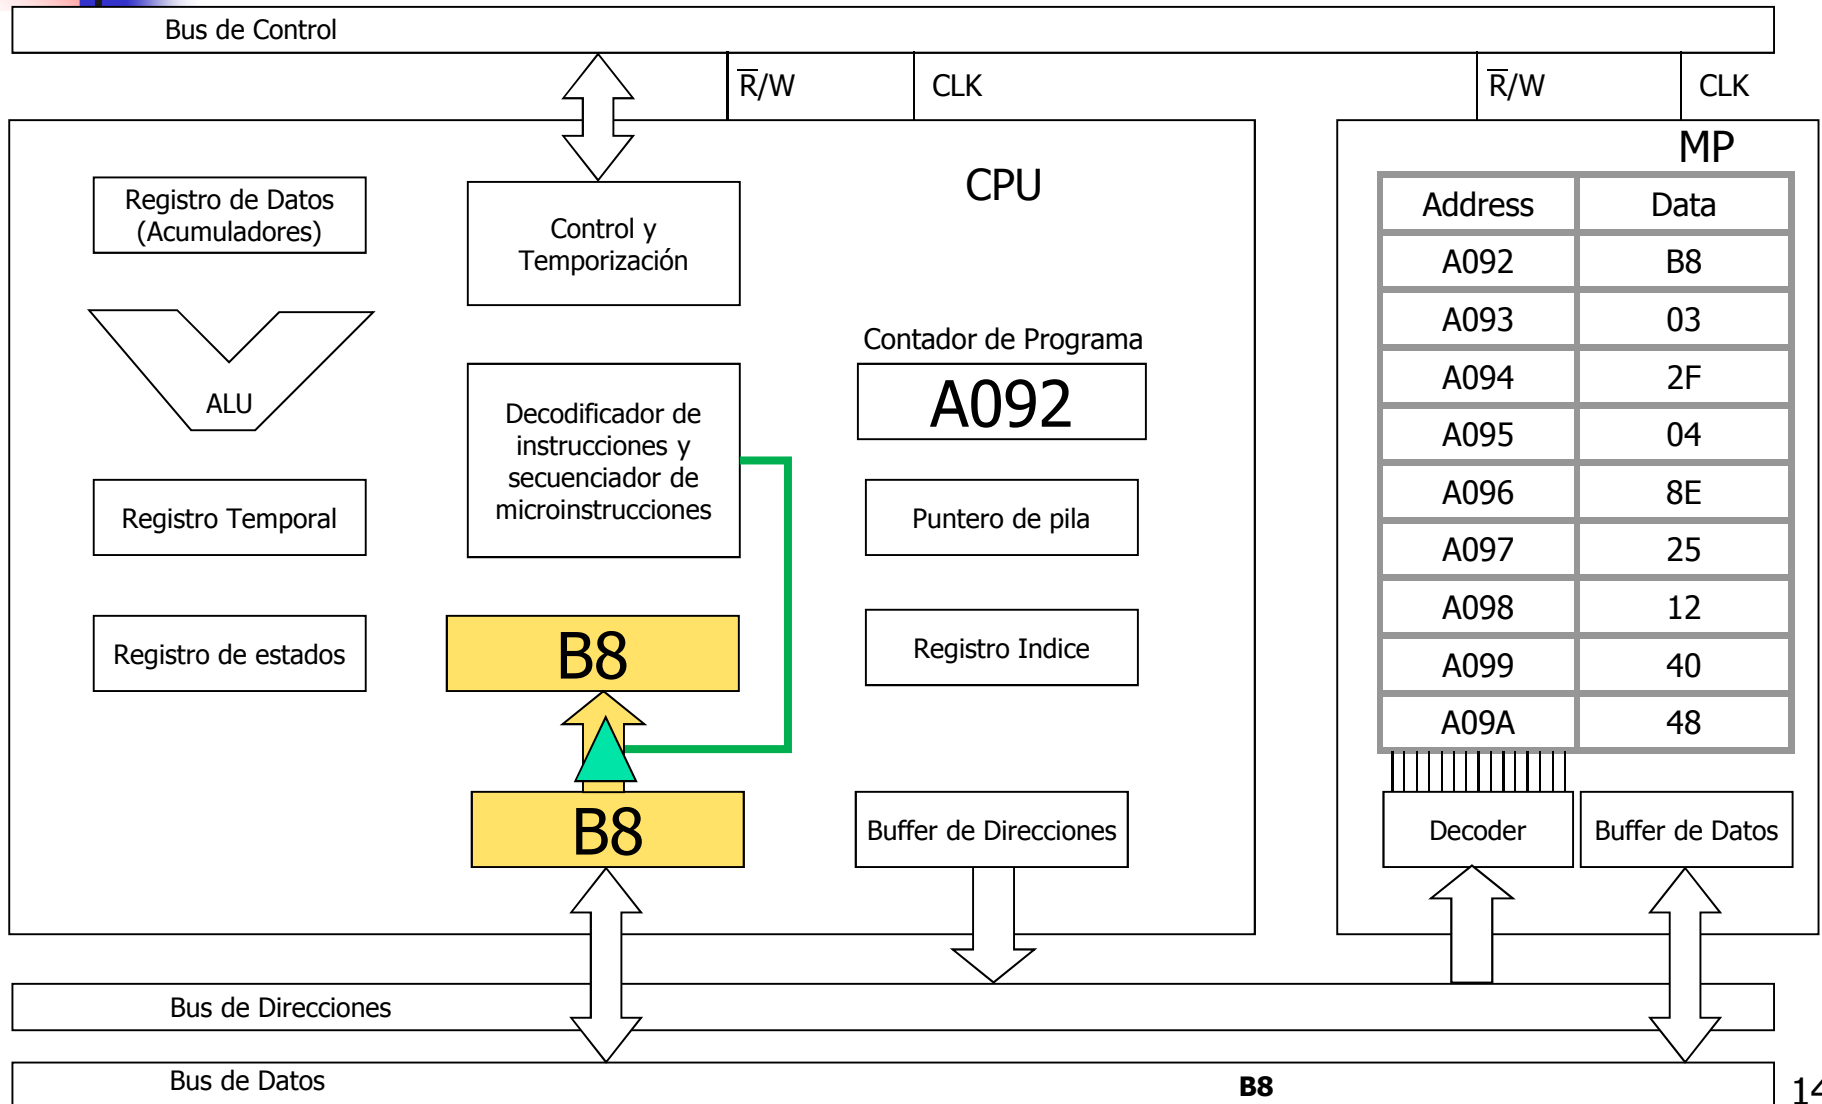 Bus de Control
R/W
CLK
R/W
CLK
CPU
Registro de Datos
(Acumuladores)
Control y
Temporización
ALU
Decodificador de
instrucciones y
secuenciador de
microinstrucciones
Contador de Programa
A092
Registro Temporal
Puntero de pila
Registro de estados
B8
Registro Indice
B8
Buffer de Direcciones
MP
Address Data
A092 B8
A093 03
A094 2F
A095 04
A096 8E
A097 25
A098 12
A099 40
A09A 48
Decoder
Buffer de Datos
Bus de Direcciones
Bus de Datos
B8
14